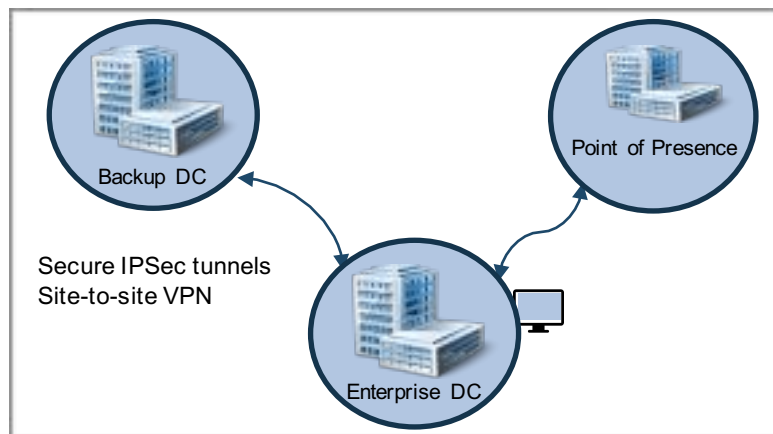 Backup DC
Point of Presence
Secure IPSec tunnels
Site-to-site VPN
Enterprise DC